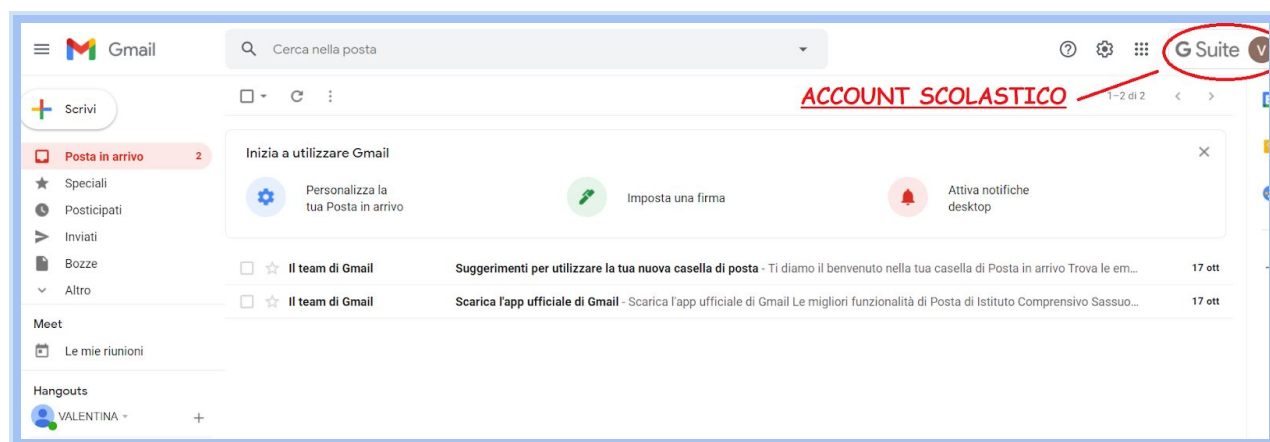 Gmail
Cerca nella posta
G Suite
V
Scrivi
ACCOUNT SCOLASTICO
1–2 di 2
Posta in arrivo 2
Speciali
Posticipati
Inviati
Bozze
Altro
Meet
Le mie riunioni
Hangouts
VALENTINA
Inizia a utilizzare Gmail
Personalizza la
tua Posta in arrivo
Imposta una firma
Attiva notifiche
desktop
Il team di Gmail Suggerimenti per utilizzare la tua nuova casella di posta - Ti diamo il benvenuto nella tua casella di Posta in arrivo Trova le em... 17 ott
Il team di Gmail Scarica l'app ufficiale di Gmail - Scarica l'app ufficiale di Gmail Le migliori funzionalità di Posta di Istituto Comprensivo Sassuo... 17 ott